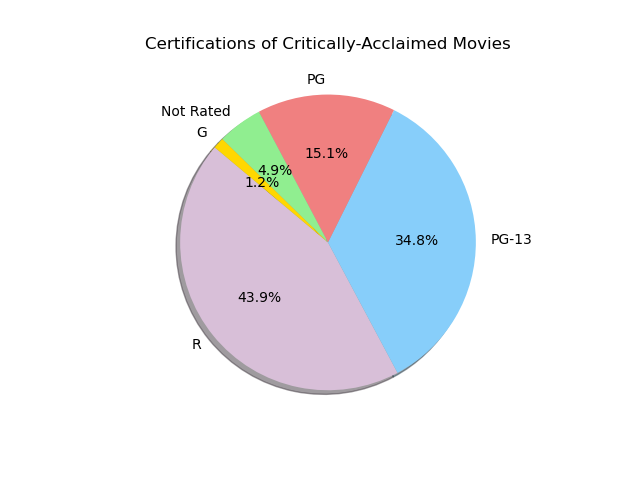 Certifications of Critically-Acclaimed Movies
PG
Not Rated
G
15.1%
4.9%
1.2%
34.8%
PG-13
43.9%
R